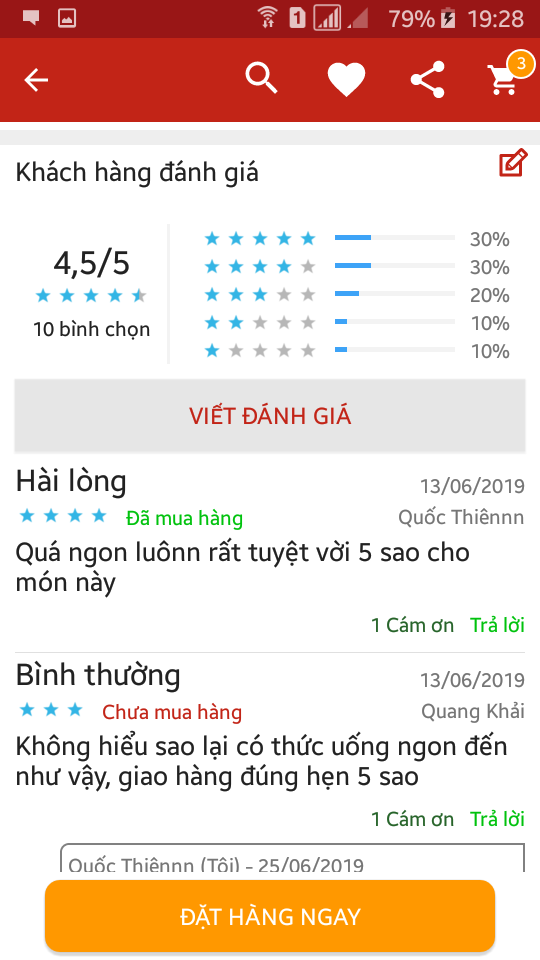 1 79% 19:28
3
Khách hàng đánh giá
4,5/5
10 bình chọn
30%
30%
20%
10%
10%
VIẾT ĐÁNH GIÁ
Hài lòng 13/06/2019
Đã mua hàng Quốc Thiênnn
Quá ngon luônn rất tuyệt vời 5 sao cho
món này
1 Cám ơn Trả lời
Bình thường 13/06/2019
Chưa mua hàng Quang Khải
Không hiểu sao lại có thức uống ngon đến
như vậy, giao hàng đúng hẹn 5 sao
1 Cám ơn Trả lời
Quốc Thiênnn (Tôi) - 25/06/2019
ĐẶT HÀNG NGAY